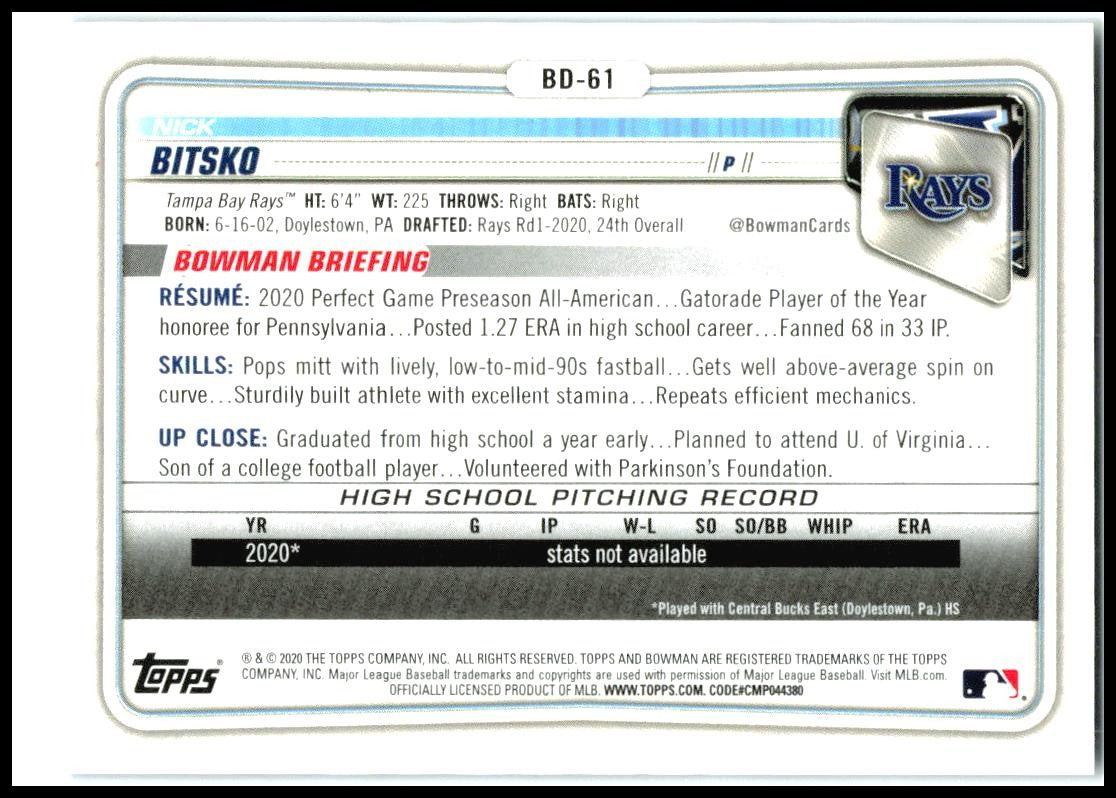 BD-61
NICK
BITSKO // P //
RAYS
Tampa Bay Rays™ HT: 6'4" WT: 225 THROWS: Right BATS: Right
BORN: 6-16-02, Doylestown, PA DRAFTED: Rays Rd1-2020, 24th Overall @BowmanCards
BOWMAN BRIEFING
RÉSUMÉ: 2020 Perfect Game Preseason All-American...Gatorade Player of the Year
honoree for Pennsylvania...Posted 1.27 ERA in high school career...Fanned 68 in 33 IP.
SKILLS: Pops mitt with lively, low-to-mid-90s fastball...Gets well above-average spin on
curve...Sturdily built athlete with excellent stamina...Repeats efficient mechanics.
UP CLOSE: Graduated from high school a year early...Planned to attend U. of Virginia...
Son of a college football player...Volunteered with Parkinson's Foundation.
HIGH SCHOOL PITCHING RECORD
YR G IP W-L SO SO/BB WHIP ERA
2020* stats not available
*Played with Central Bucks East (Doylestown, Pa.) HS
topps®
® & © 2020 THE TOPPS COMPANY, INC. ALL RIGHTS RESERVED. TOPPS AND BOWMAN ARE REGISTERED TRADEMARKS OF THE TOPPS
COMPANY, INC. Major League Baseball trademarks and copyrights are used with permission of Major League Baseball. Visit MLB.com.
OFFICIALLY LICENSED PRODUCT OF MLB. WWW.TOPPS.COM. CODE#CMP044380